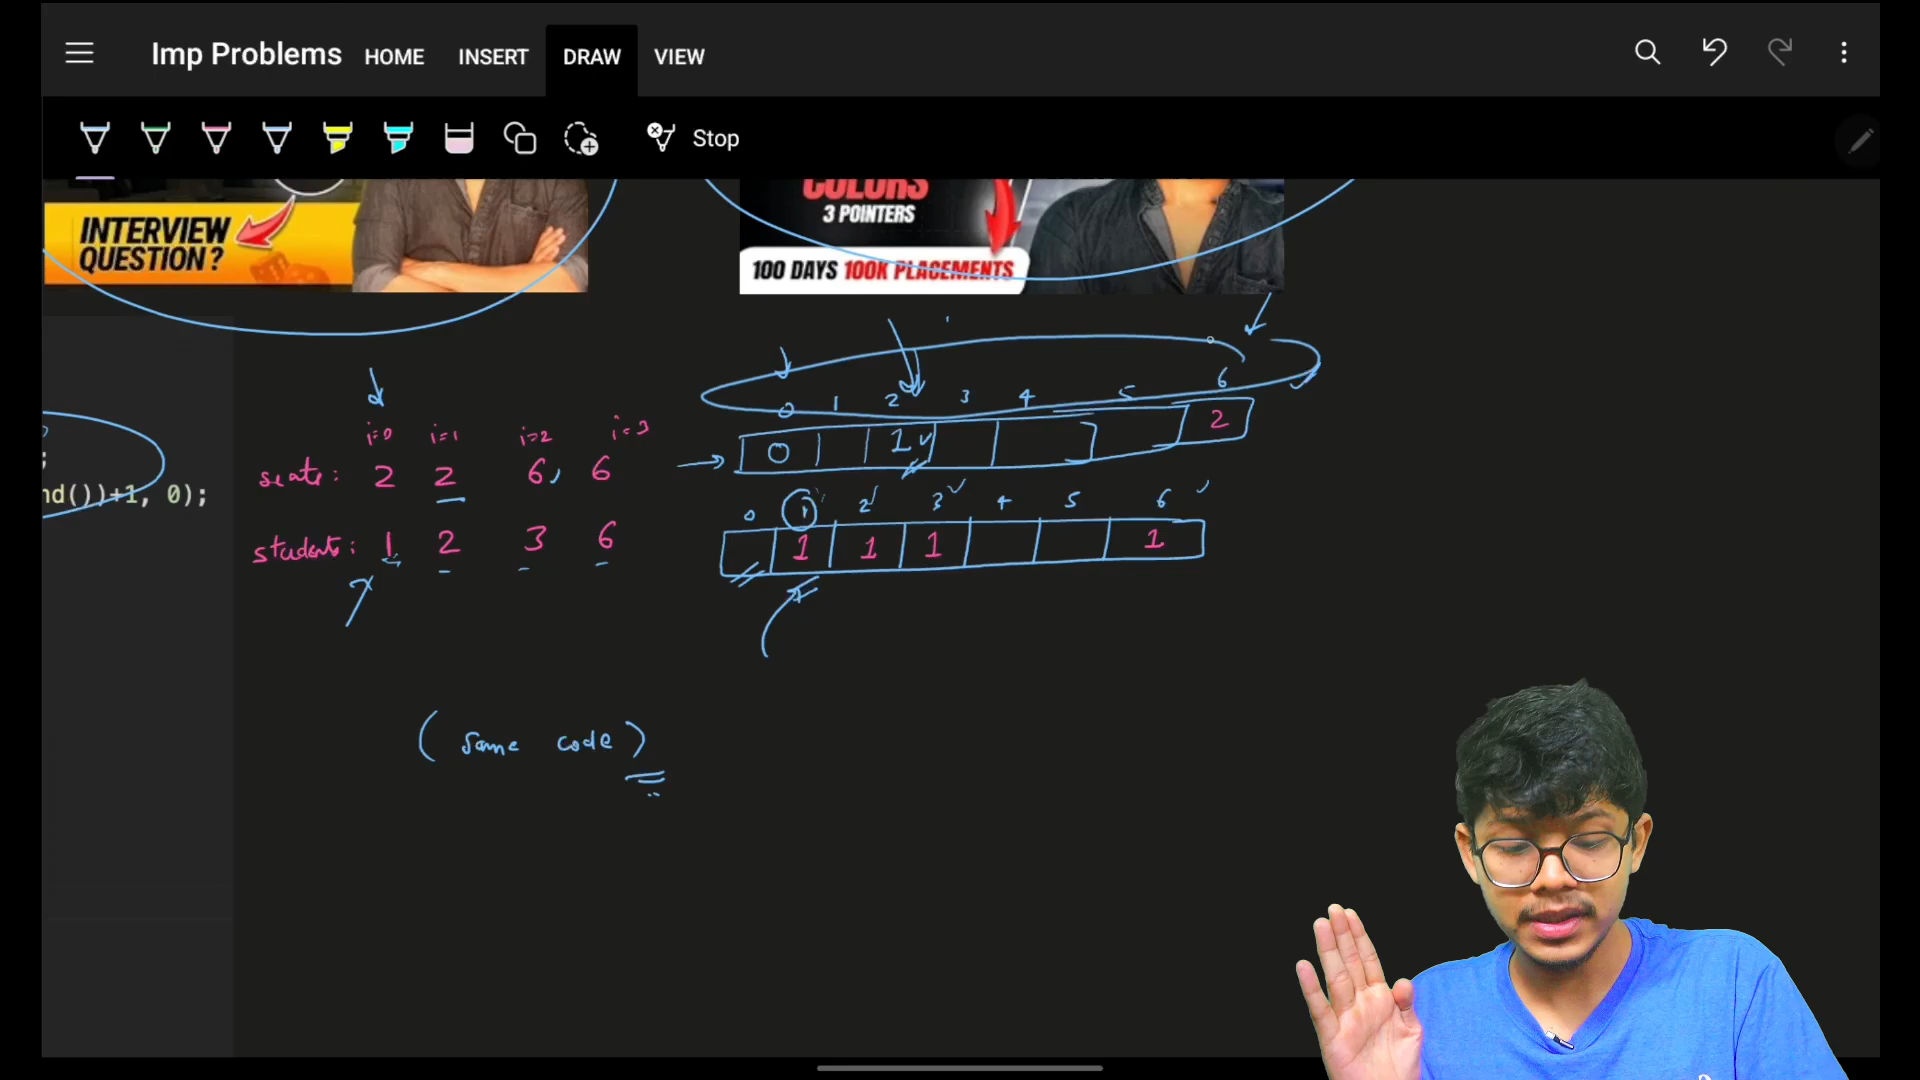 Imp Problems HOME INSERT DRAW VIEW
Stop
INTERVIEW
QUESTION?
COLORS
3 POINTERS
100 DAYS 100K PLACEMENTS
nd())+1, 0);
;
i=0 i=1 i=2 i=3
seats: 2 2 6, 6
students: 1 2 3 6
0 1 2 3 4 5 6
0 1 2
0 1 2 3 4 5 6
1 1 1 1
(same code)